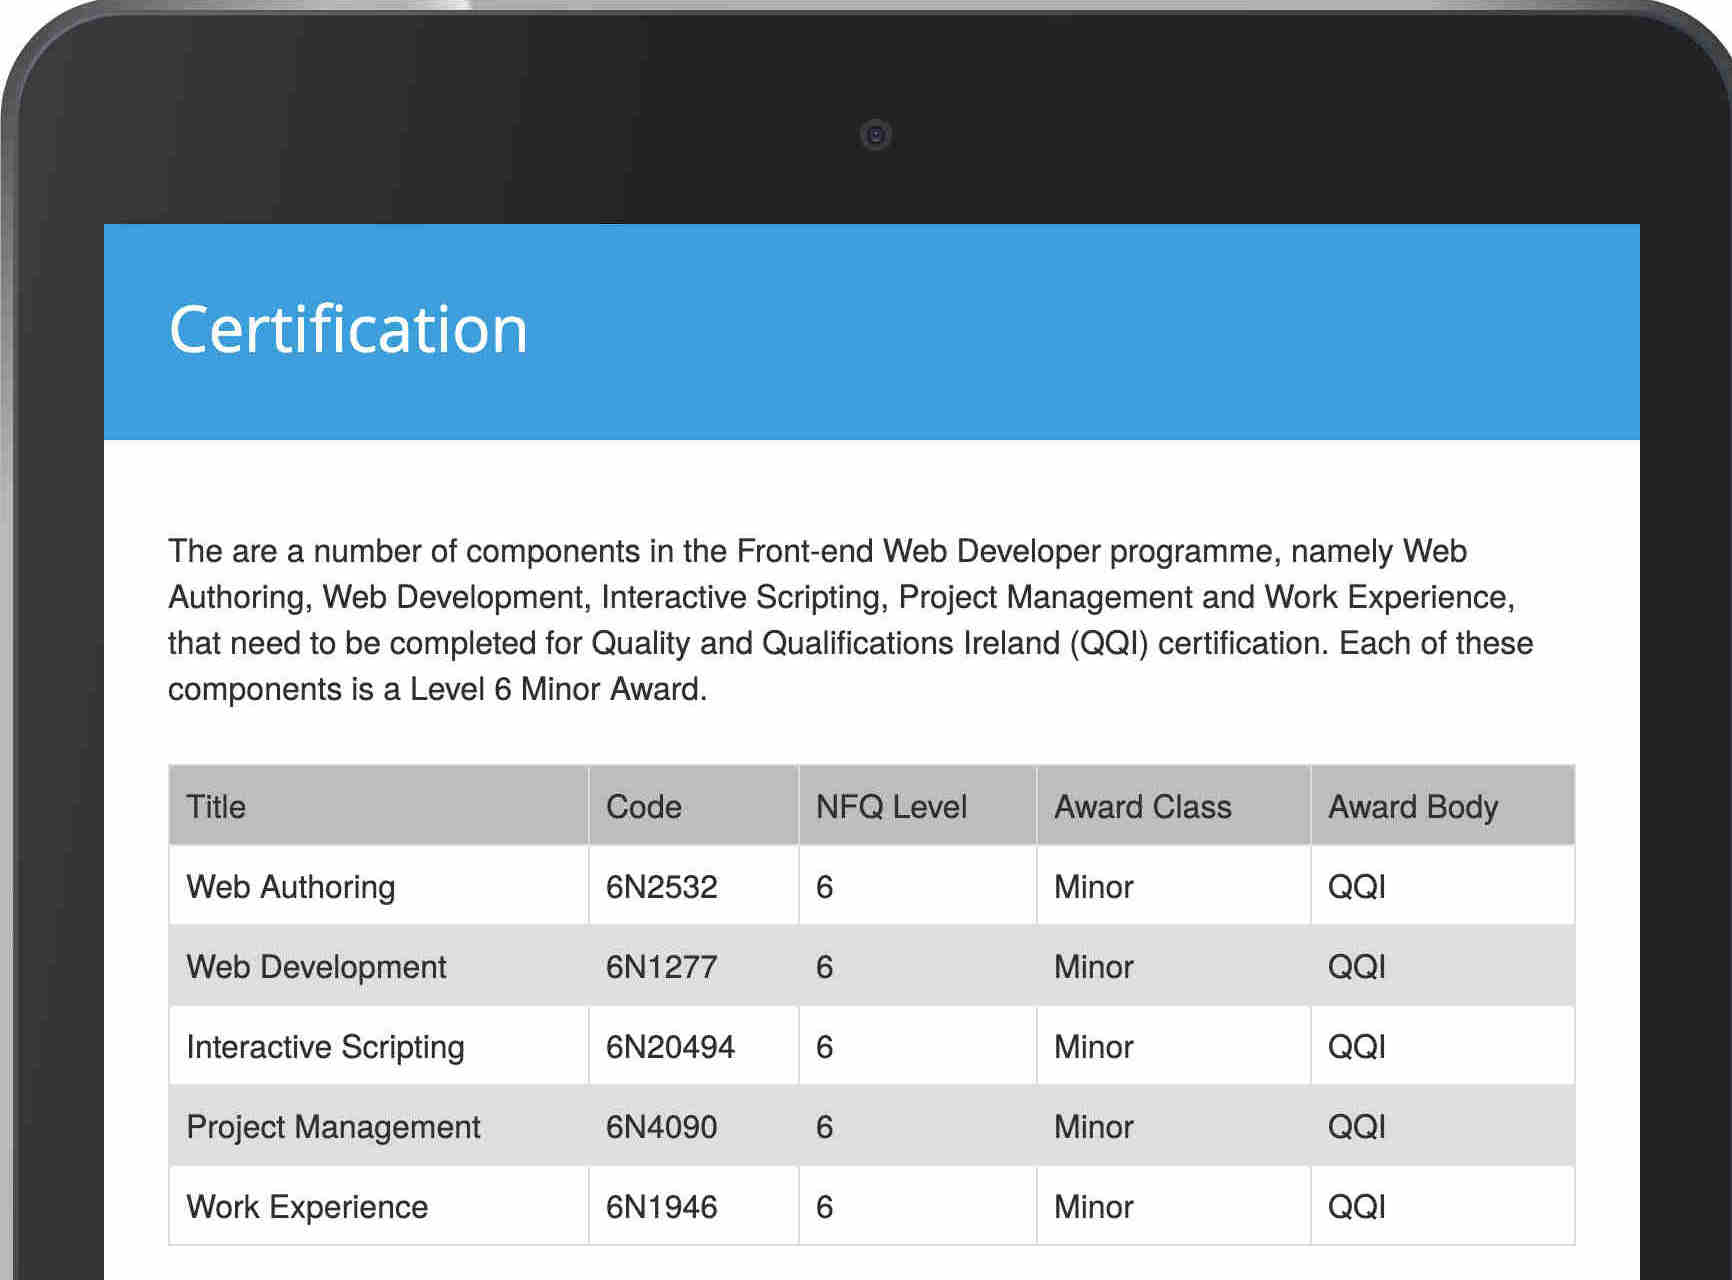 Certification
The are a number of components in the Front-end Web Developer programme, namely Web
Authoring, Web Development, Interactive Scripting, Project Management and Work Experience,
that need to be completed for Quality and Qualifications Ireland (QQI) certification. Each of these
components is a Level 6 Minor Award.
Title Code NFQ Level Award Class Award Body
Web Authoring 6N2532 6 Minor QQI
Web Development 6N1277 6 Minor QQI
Interactive Scripting 6N20494 6 Minor QQI
Project Management 6N4090 6 Minor QQI
Work Experience 6N1946 6 Minor QQI